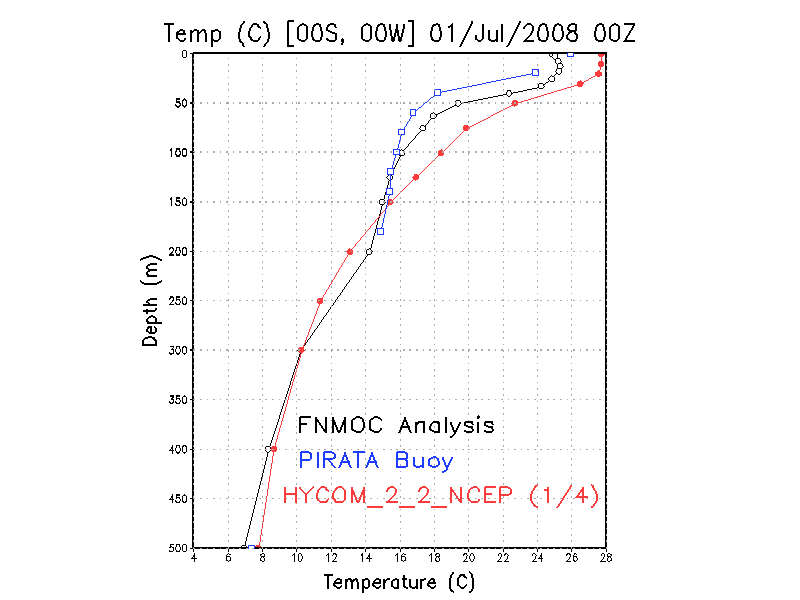 Temp (C) [00S, 00W] 01/Jul/2008 00Z
0
50
100
150
200
250
300
350
400
450
500
Depth (m)
FNMOC Analysis
PIRATA Buoy
HYCOM_2_2_NCEP (1/4)
4 6 8 10 12 14 16 18 20 22 24 26 28
Temperature (C)